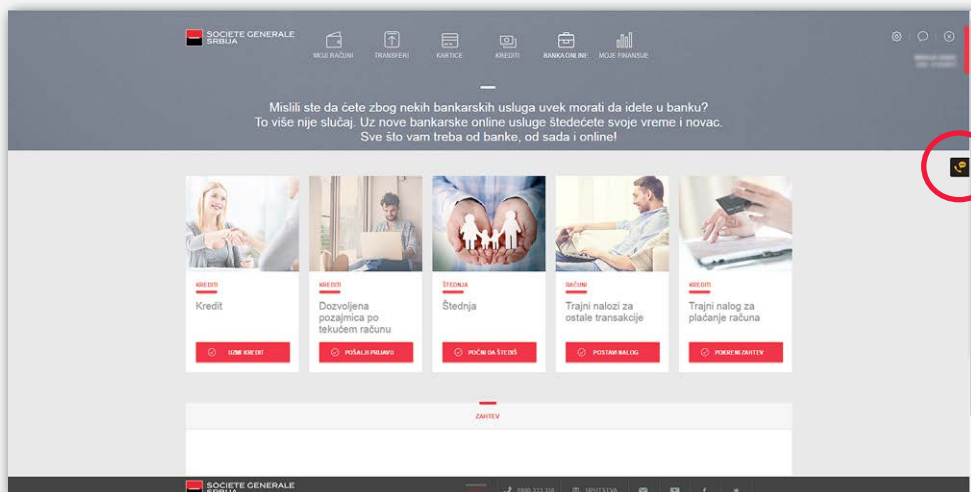 SOCIETE GENERALE
SRBIJA
MOJI RAČUNI
TRANSFERI
KARTICE
KREDITI
BANKA ONLINE
MOJE FINANSIJE
Mislili ste da ćete zbog nekih bankarskih usluga uvek morati da idete u banku?
To više nije slučaj. Uz nove bankarske online usluge štedećete svoje vreme i novac.
Sve što vam treba od banke, od sada i online!
KREDITI
Kredit
UZMI KREDIT
KREDITI
Dozvoljena
pozajmica po
tekućem računu
POŠALJI PRIJAVU
ŠTEDNJA
Štednja
POČNI DA ŠTEDIŠ
RAČUNI
Trajni nalozi za
ostale transakcije
POSTAVI NALOG
KREDITI
Trajni nalog za
plaćanje računa
POKRENI ZAHTEV
ZAHTEV
SOCIETE GENERALE
SRBIJA
UPUTSTVA